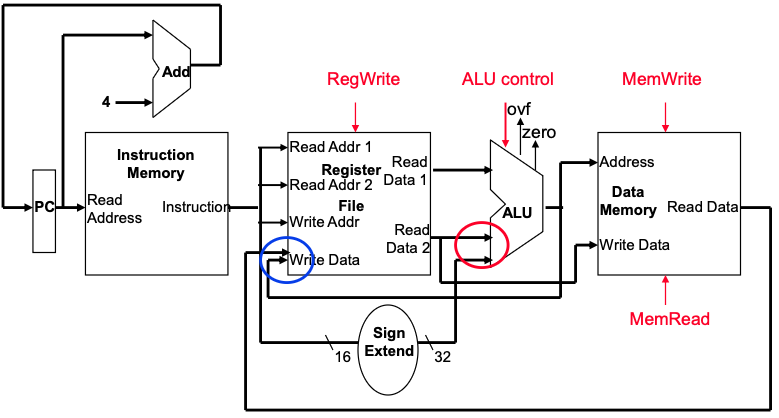 Add
4
RegWrite
ALU control
MemWrite
ovf
zero
Instruction
Memory
Read
Address
Instruction
PC
Read Addr 1
Register
Read Addr 2
File
Write Addr
Write Data
Read
Data 1
Read
Data 2
ALU
Address
Data
Memory
Read Data
Write Data
MemRead
Sign
Extend
16
32